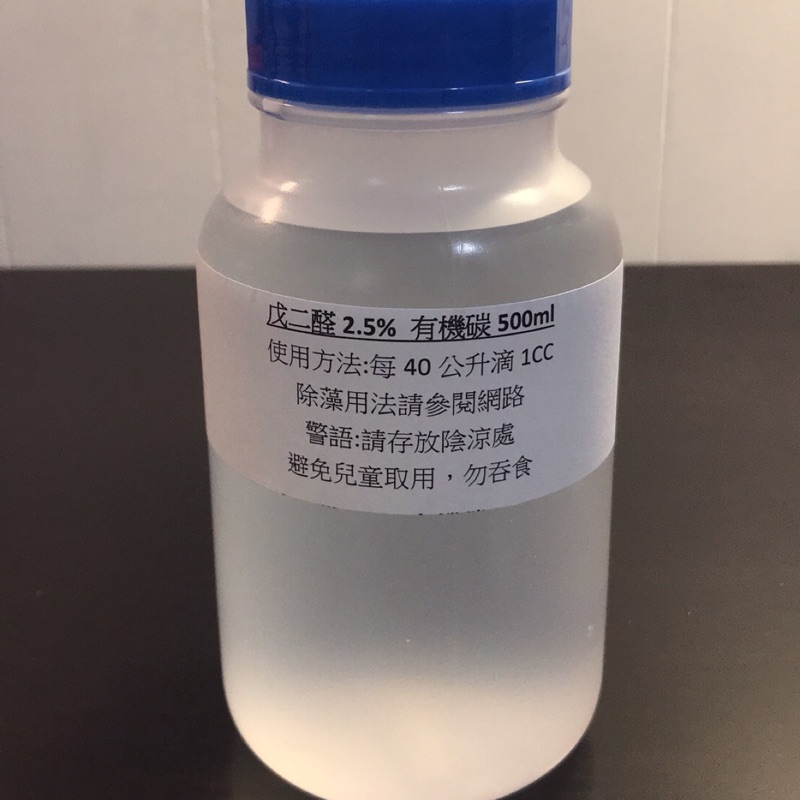 戊二醛 2.5% 有機碳 500ml
使用方法:每 40 公升滴 1CC
除藻用法請參閱網路
警語:請存放陰涼處
避免兒童取用，勿吞食